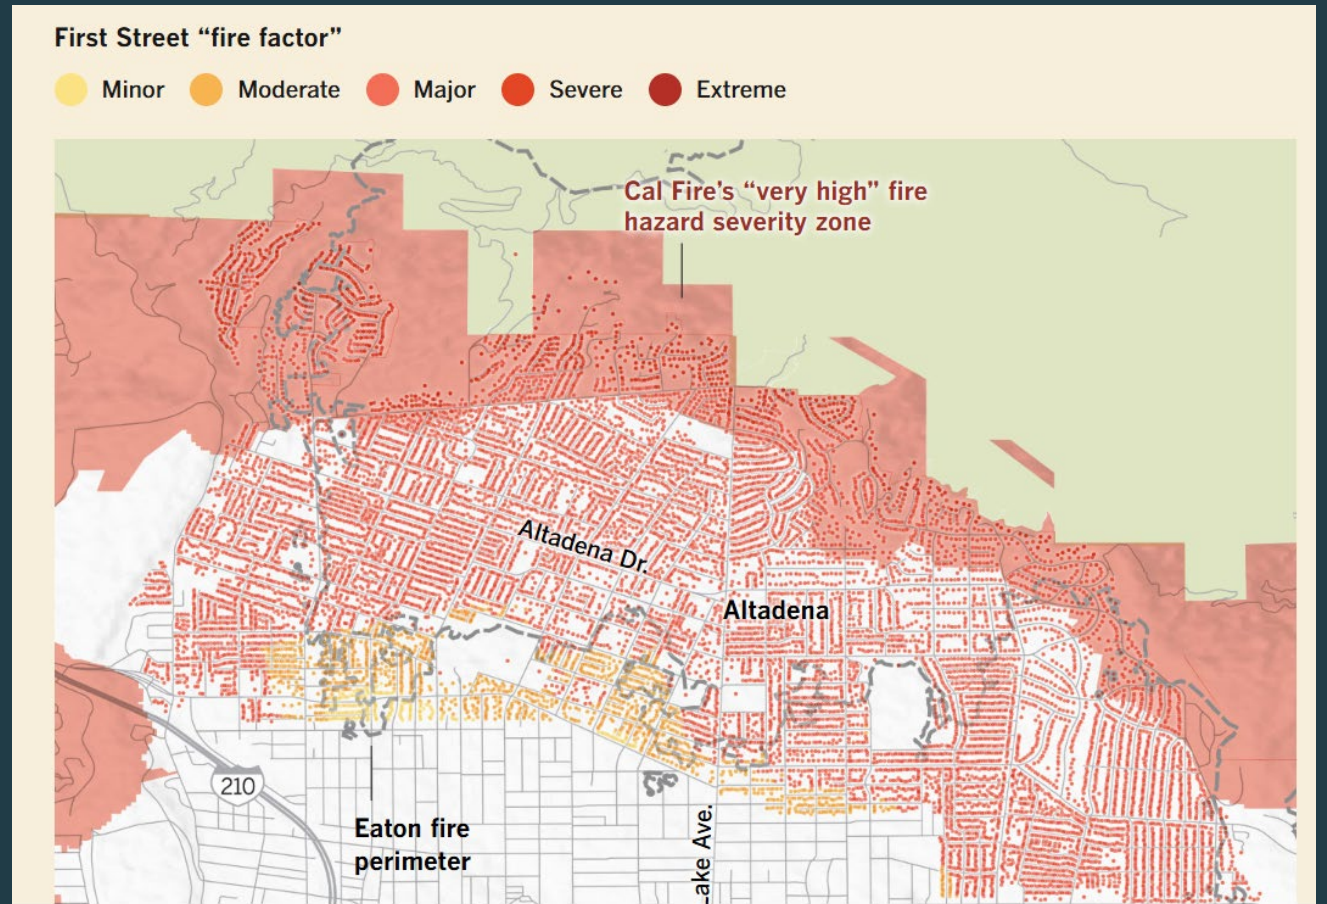 First Street “fire factor”
Minor Moderate Major Severe Extreme
Cal Fire’s “very high” fire
hazard severity zone
Altadena Dr.
Altadena
210
Eaton fire
perimeter
Lake Ave.